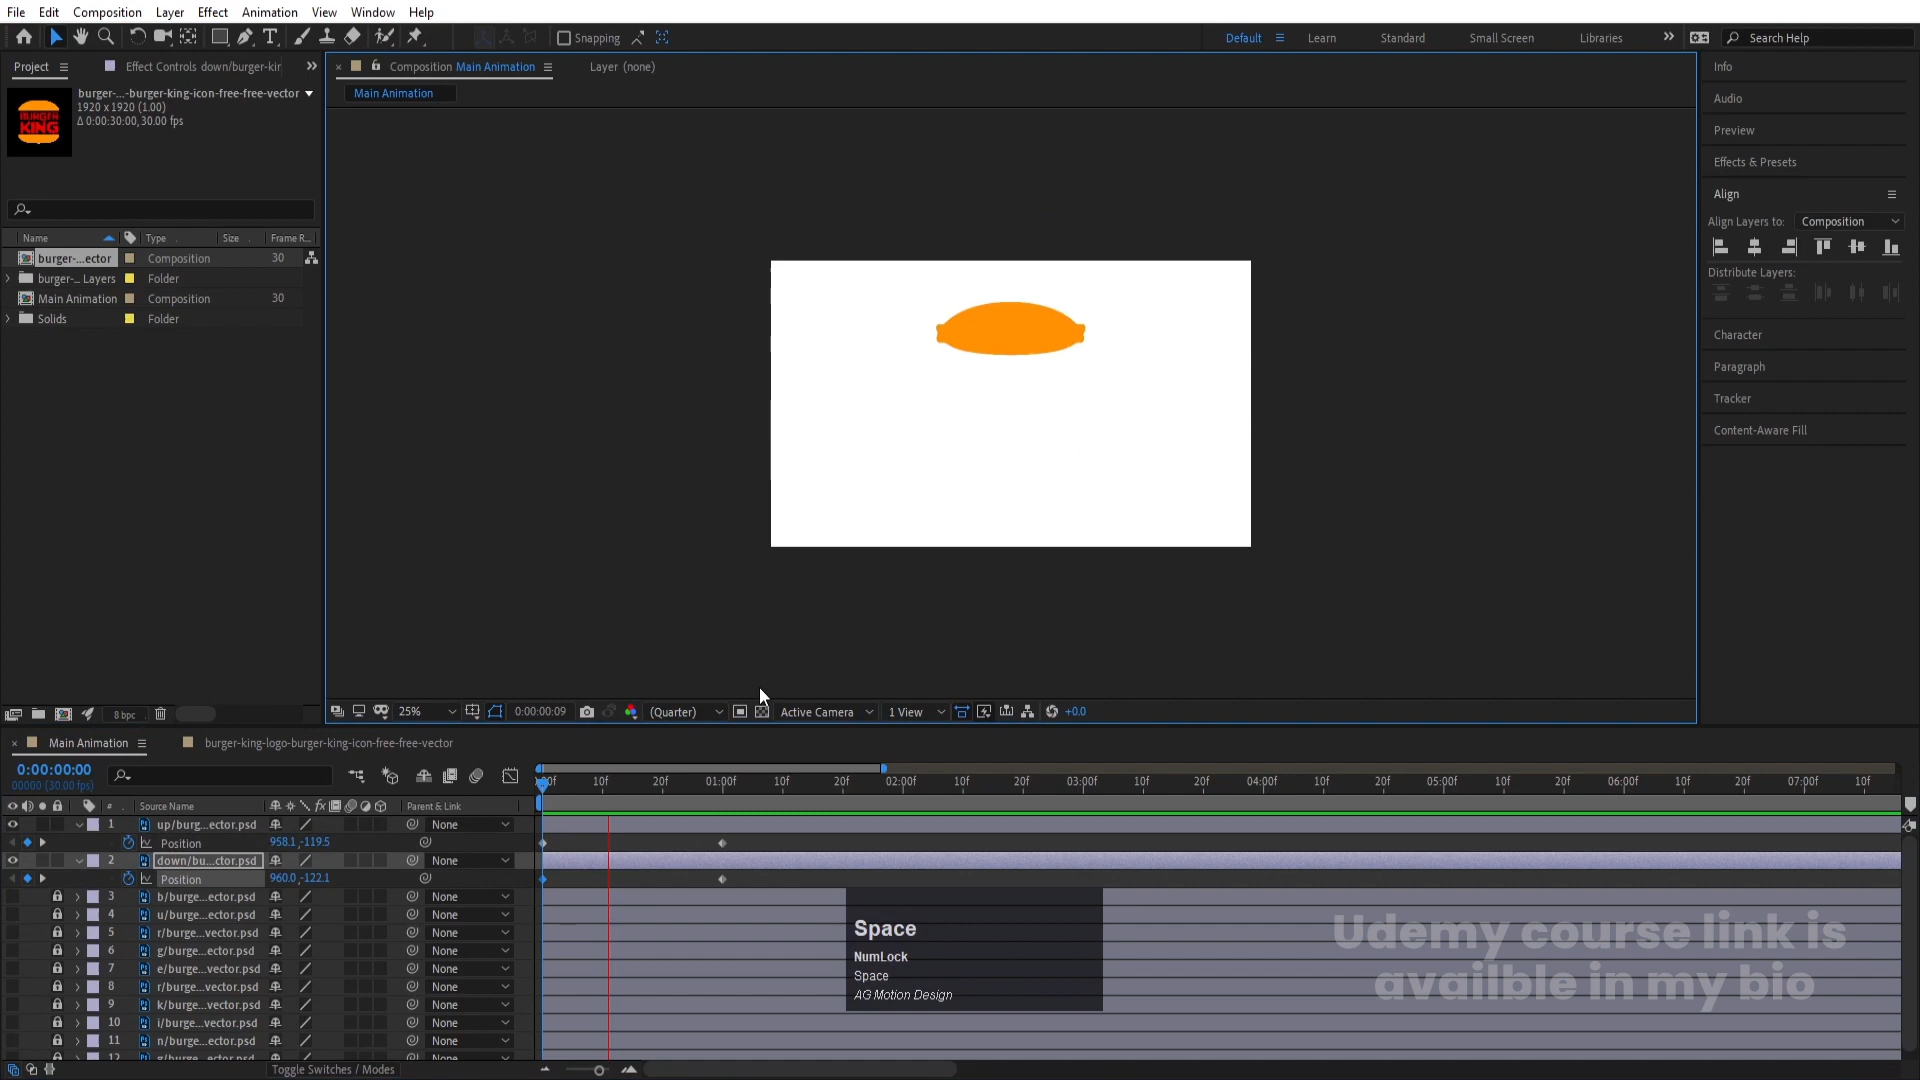 File Edit Composition Layer Effect Animation View Window Help
Snapping Default Learn Standard Small Screen Libraries Search Help
Project Effect Controls down/burger-kir
burger-...-burger-king-icon-free-free-vector
1920 x 1920 (1.00)
Δ 0:00:30:00, 30.00 fps
BURGER
KING
Name Type Size Frame R...
burger-...ector Composition 30
burger-... Layers Folder
Main Animation Composition 30
Solids Folder
8 bpc
Composition Main Animation Layer (none)
Main Animation
25% 0:00:00:09 (Quarter) Active Camera 1 View +0.0
Info
Audio
Preview
Effects & Presets
Align
Align Layers to: Composition
Distribute Layers:
Character
Paragraph
Tracker
Content-Aware Fill
Main Animation burger-king-logo-burger-king-icon-free-free-vector
0:00:00:00
00000 (30.00 fps)
10f 20f 01:00f 10f 20f 02:00f 10f 20f 03:00f 10f 20f 04:00f 10f 20f 05:00f 10f 20f 06:00f 10f 20f 07:00f 10f
# Source Name Parent & Link
1 up/burg...ector.psd None
Position 958.1,-119.5
2 down/bu...ctor.psd None
Position 960.0,-122.1
3 b/burge...ector.psd None
4 u/burge...ector.psd None
5 r/burge...vector.psd None
6 g/burge...ector.psd None
7 e/burge...vector.psd None
8 r/burge...vector.psd None
9 k/burge...vector.psd None
10 i/burge...vector.psd None
11 n/burge...ector.psd None
12 g/burge...ector.psd None
Toggle Switches / Modes
Space
NumLock
Space
AG Motion Design
Udemy course link is
availble in my bio